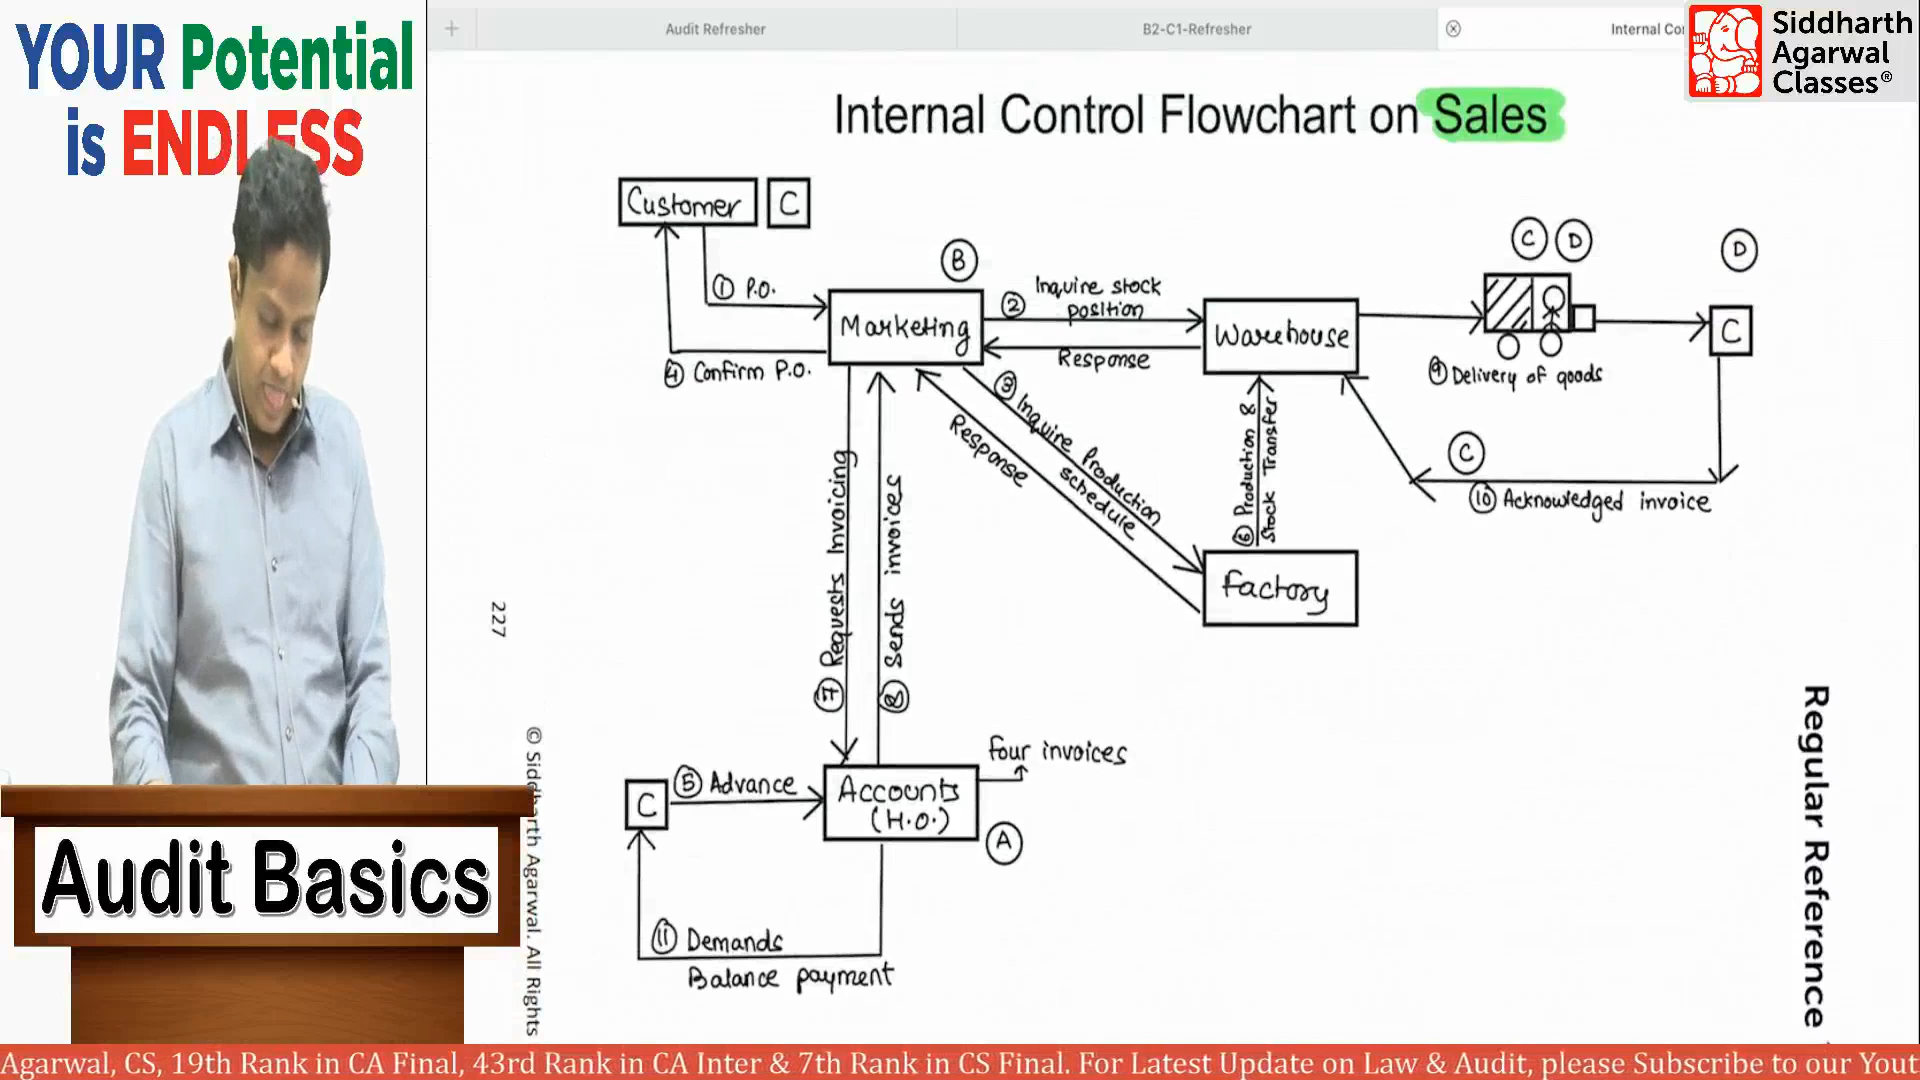 YOUR Potential
is ENDLESS
Audit Refresher
B2-C1-Refresher
Siddharth
Agarwal
Classes®
Internal Control Flowchart on Sales
Customer
C
① P.O.
④ Confirm P.O.
B
Marketing
② Inquire stock
position
Response
Warehouse
C D
D
C
⑨ Delivery of goods
C
⑩ Acknowledged invoice
③ Inquire Production
schedule
Response
⑥ Production &
Stock Transfer
Factory
⑦ Requests Invoicing
⑧ Sends invoices
C
⑤ Advance
Accounts
(H.O.)
Four invoices
A
⑪ Demands
Balance payment
227
© Siddharth Agarwal. All Rights
Regular Reference
Audit Basics
Agarwal, CS, 19th Rank in CA Final, 43rd Rank in CA Inter & 7th Rank in CS Final. For Latest Update on Law & Audit, please Subscribe to our